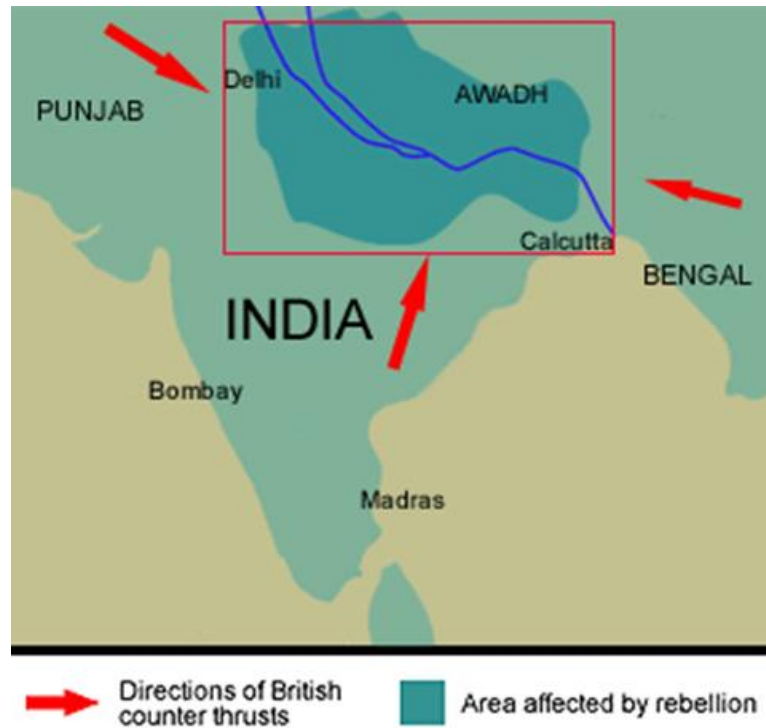 Delhi
AWADH
PUNJAB
Calcutta
BENGAL
INDIA
Bombay
Madras
Directions of British
counter thrusts
Area affected by rebellion